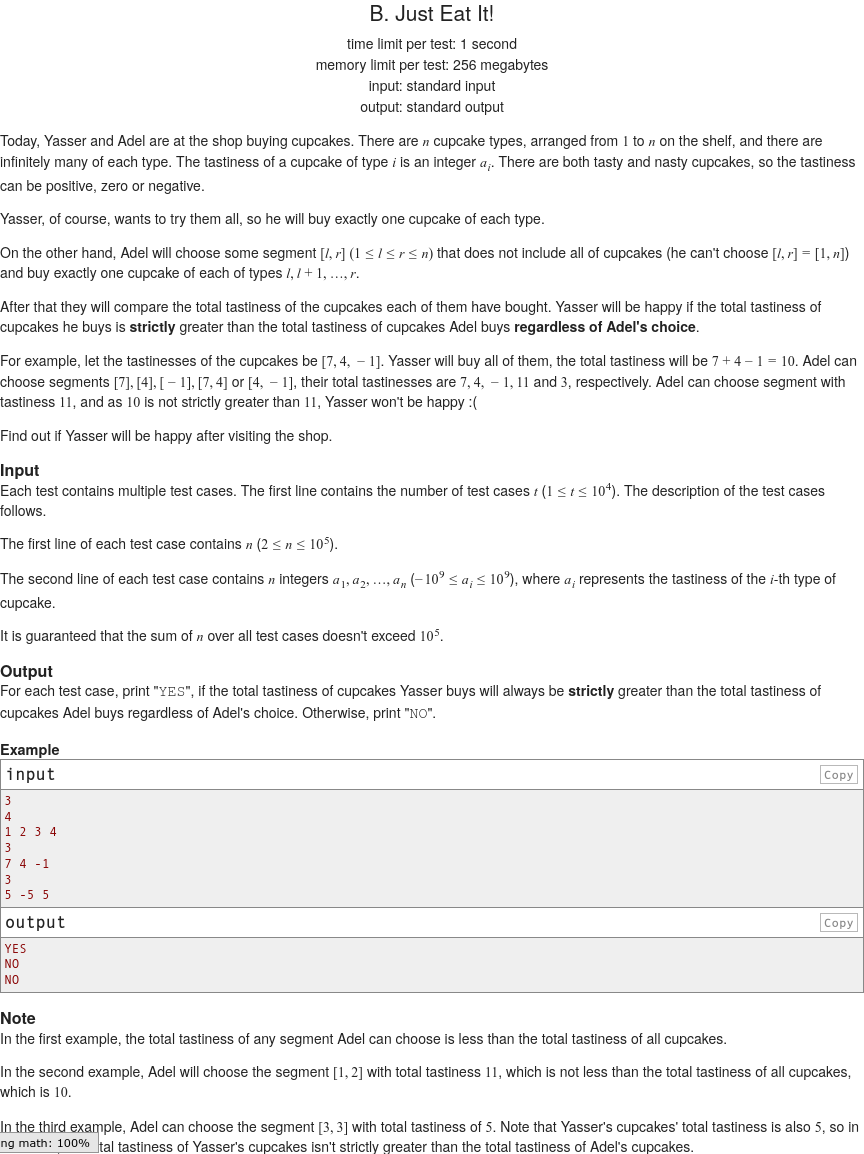 B. Just Eat It!
time limit per test: 1 second
memory limit per test: 256 megabytes
input: standard input
output: standard output
Today, Yasser and Adel are at the shop buying cupcakes. There are n cupcake types, arranged from 1 to n on the shelf, and there are
infinitely many of each type. The tastiness of a cupcake of type i is an integer a_i. There are both tasty and nasty cupcakes, so the tastiness
can be positive, zero or negative.
Yasser, of course, wants to try them all, so he will buy exactly one cupcake of each type.
On the other hand, Adel will choose some segment [l, r] (1 ≤ l ≤ r ≤ n) that does not include all of cupcakes (he can't choose [l, r] = [1, n])
and buy exactly one cupcake of each of types l, l + 1, …, r.
After that they will compare the total tastiness of the cupcakes each of them have bought. Yasser will be happy if the total tastiness of
cupcakes he buys is strictly greater than the total tastiness of cupcakes Adel buys regardless of Adel's choice.
For example, let the tastinesses of the cupcakes be [7, 4, − 1]. Yasser will buy all of them, the total tastiness will be 7 + 4 − 1 = 10. Adel can
choose segments [7], [4], [ − 1], [7, 4] or [4, − 1], their total tastinesses are 7, 4, − 1, 11 and 3, respectively. Adel can choose segment with
tastiness 11, and as 10 is not strictly greater than 11, Yasser won't be happy :(
Find out if Yasser will be happy after visiting the shop.
Input
Each test contains multiple test cases. The first line contains the number of test cases t (1 ≤ t ≤ 10^4). The description of the test cases
follows.
The first line of each test case contains n (2 ≤ n ≤ 10^5).
The second line of each test case contains n integers a_1, a_2, …, a_n (−10^9 ≤ a_i ≤ 10^9), where a_i represents the tastiness of the i-th type of
cupcake.
It is guaranteed that the sum of n over all test cases doesn't exceed 10^5.
Output
For each test case, print "YES", if the total tastiness of cupcakes Yasser buys will always be strictly greater than the total tastiness of
cupcakes Adel buys regardless of Adel's choice. Otherwise, print "NO".
Example
input Copy
3
4
1 2 3 4
3
7 4 -1
3
5 -5 5
output Copy
YES
NO
NO
Note
In the first example, the total tastiness of any segment Adel can choose is less than the total tastiness of all cupcakes.
In the second example, Adel will choose the segment [1, 2] with total tastiness 11, which is not less than the total tastiness of all cupcakes,
which is 10.
In the third example, Adel can choose the segment [3, 3] with total tastiness of 5. Note that Yasser's cupcakes' total tastiness is also 5, so in
ng math: 100% tal tastiness of Yasser's cupcakes isn't strictly greater than the total tastiness of Adel's cupcakes.